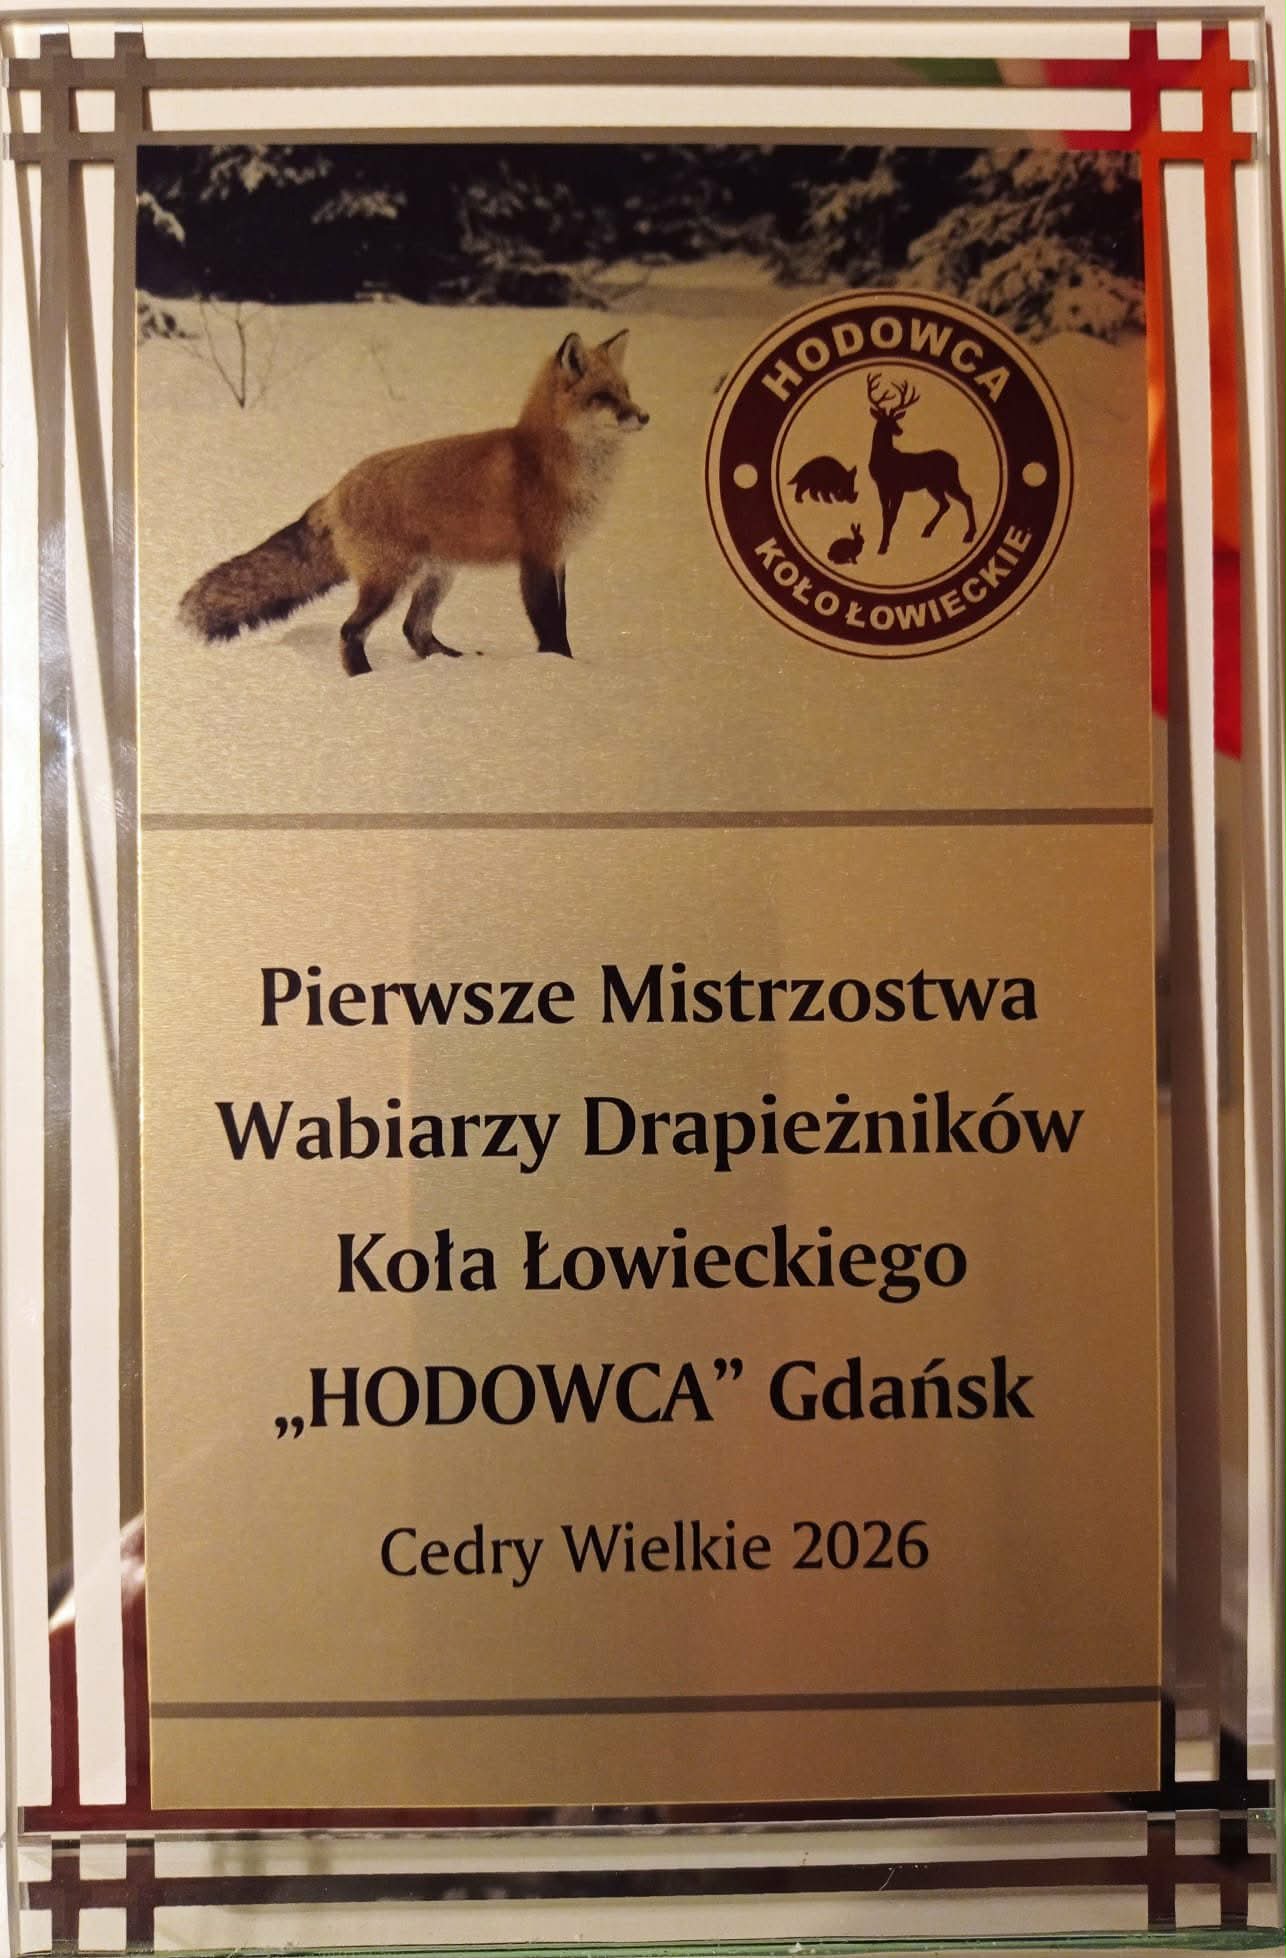 HODOWCA
KOŁO ŁOWIECKIE
Pierwsze Mistrzostwa
Wabiarzy Drapieżników
Koła Łowieckiego
„HODOWCA” Gdańsk
Cedry Wielkie 2026